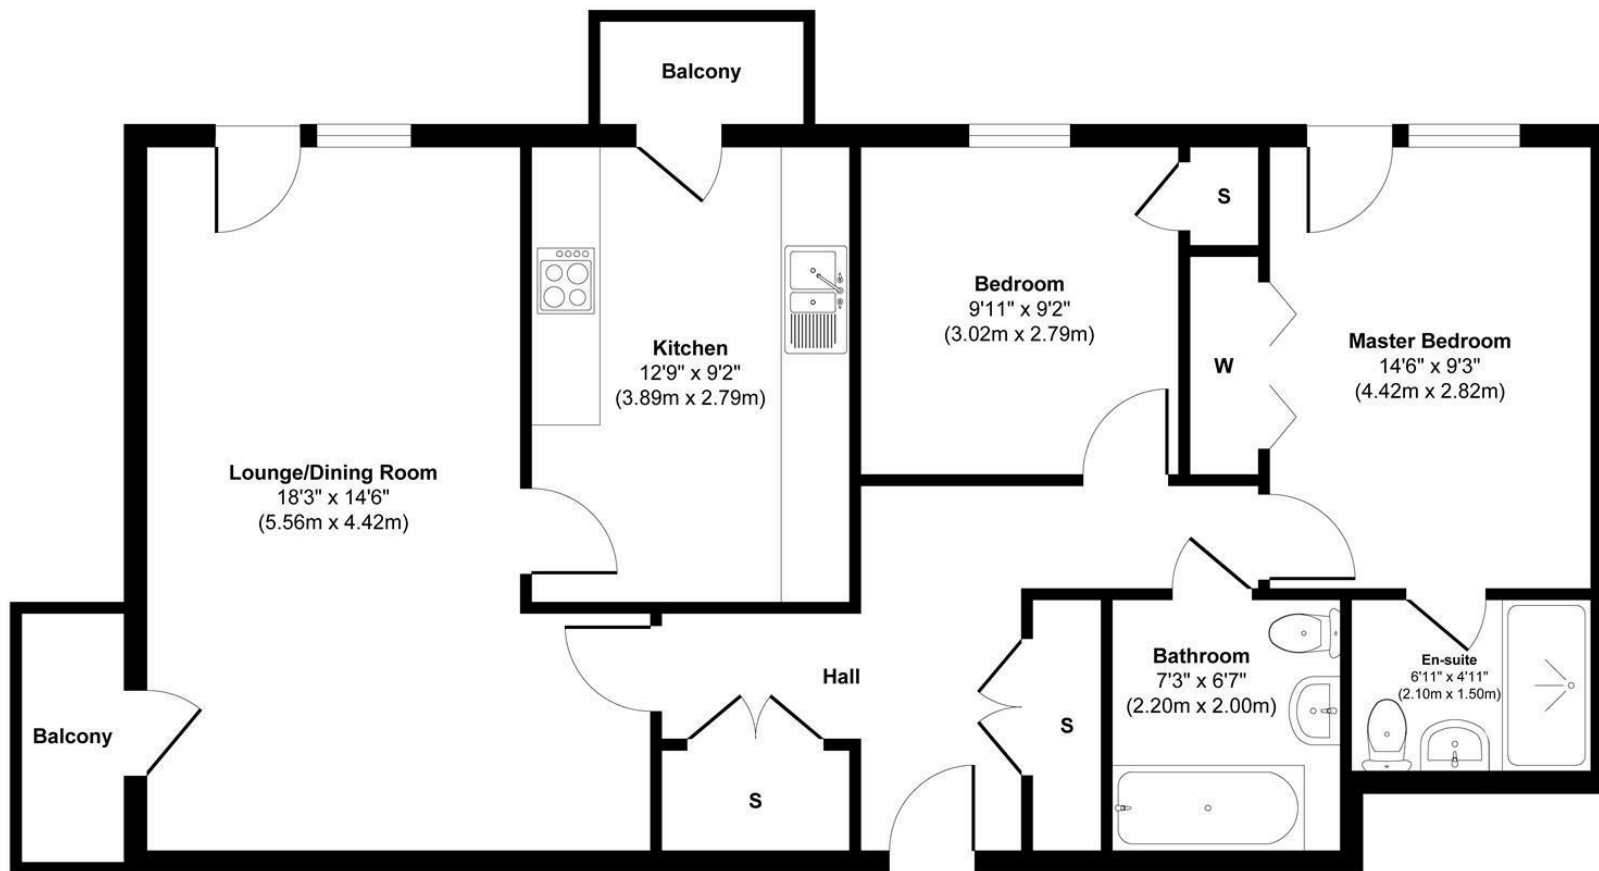 Balcony
S
Bedroom
9'11" x 9'2"
(3.02m x 2.79m)
Kitchen
12'9" x 9'2"
(3.89m x 2.79m)
W
Master Bedroom
14'6" x 9'3"
(4.42m x 2.82m)
Lounge/Dining Room
18'3" x 14'6"
(5.56m x 4.42m)
Hall
Bathroom
7'3" x 6'7"
(2.20m x 2.00m)
En-suite
6'11" x 4'11"
(2.10m x 1.50m)
Balcony
S
S